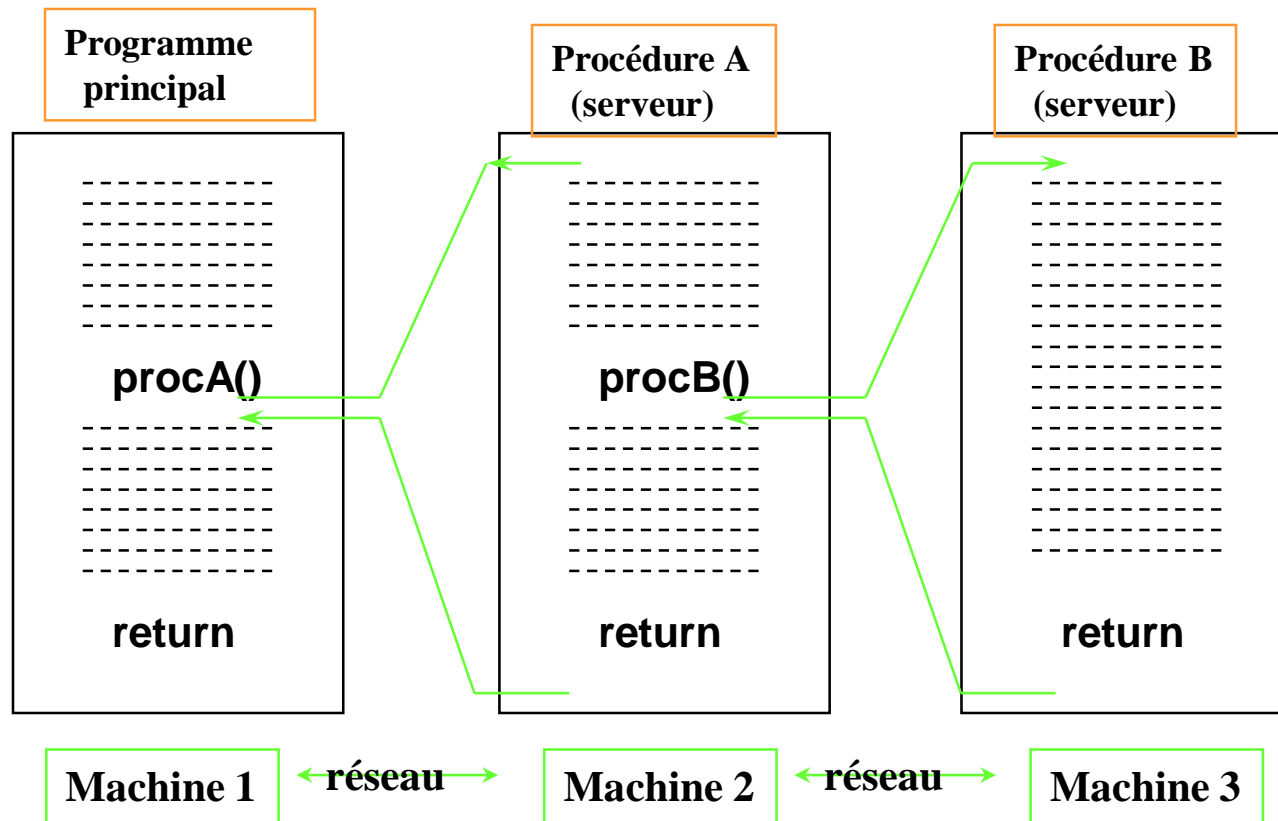 Programme
principal
Procédure A
(serveur)
Procédure B
(serveur)
procA()
return
procB()
return
return
Machine 1
réseau
Machine 2
réseau
Machine 3